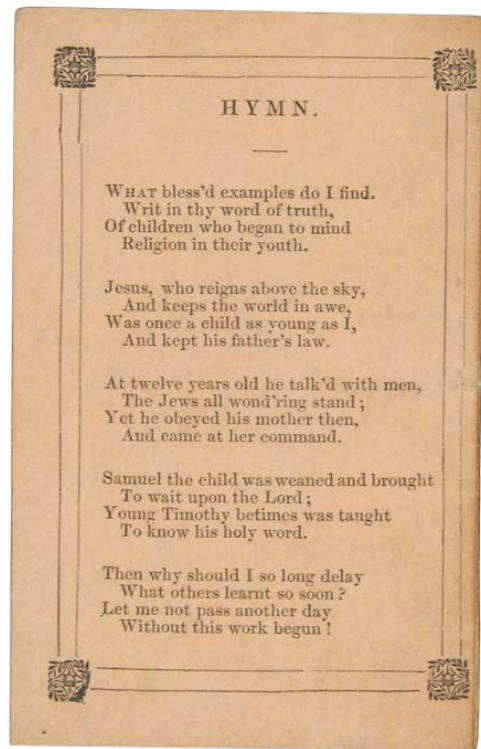 HYMN.
WHAT bless'd examples do I find.
Writ in thy word of truth,
Of children who began to mind
Religion in their youth.
Jesus, who reigns above the sky,
And keeps the world in awe,
Was once a child as young as I,
And kept his father's law.
At twelve years old he talk'd with men,
The Jews all wond'ring stand;
Yet he obeyed his mother then,
And came at her command.
Samuel the child was weaned and brought
To wait upon the Lord;
Young Timothy betimes was taught
To know his holy word.
Then why should I so long delay
What others learnt so soon?
Let me not pass another day
Without this work begun!